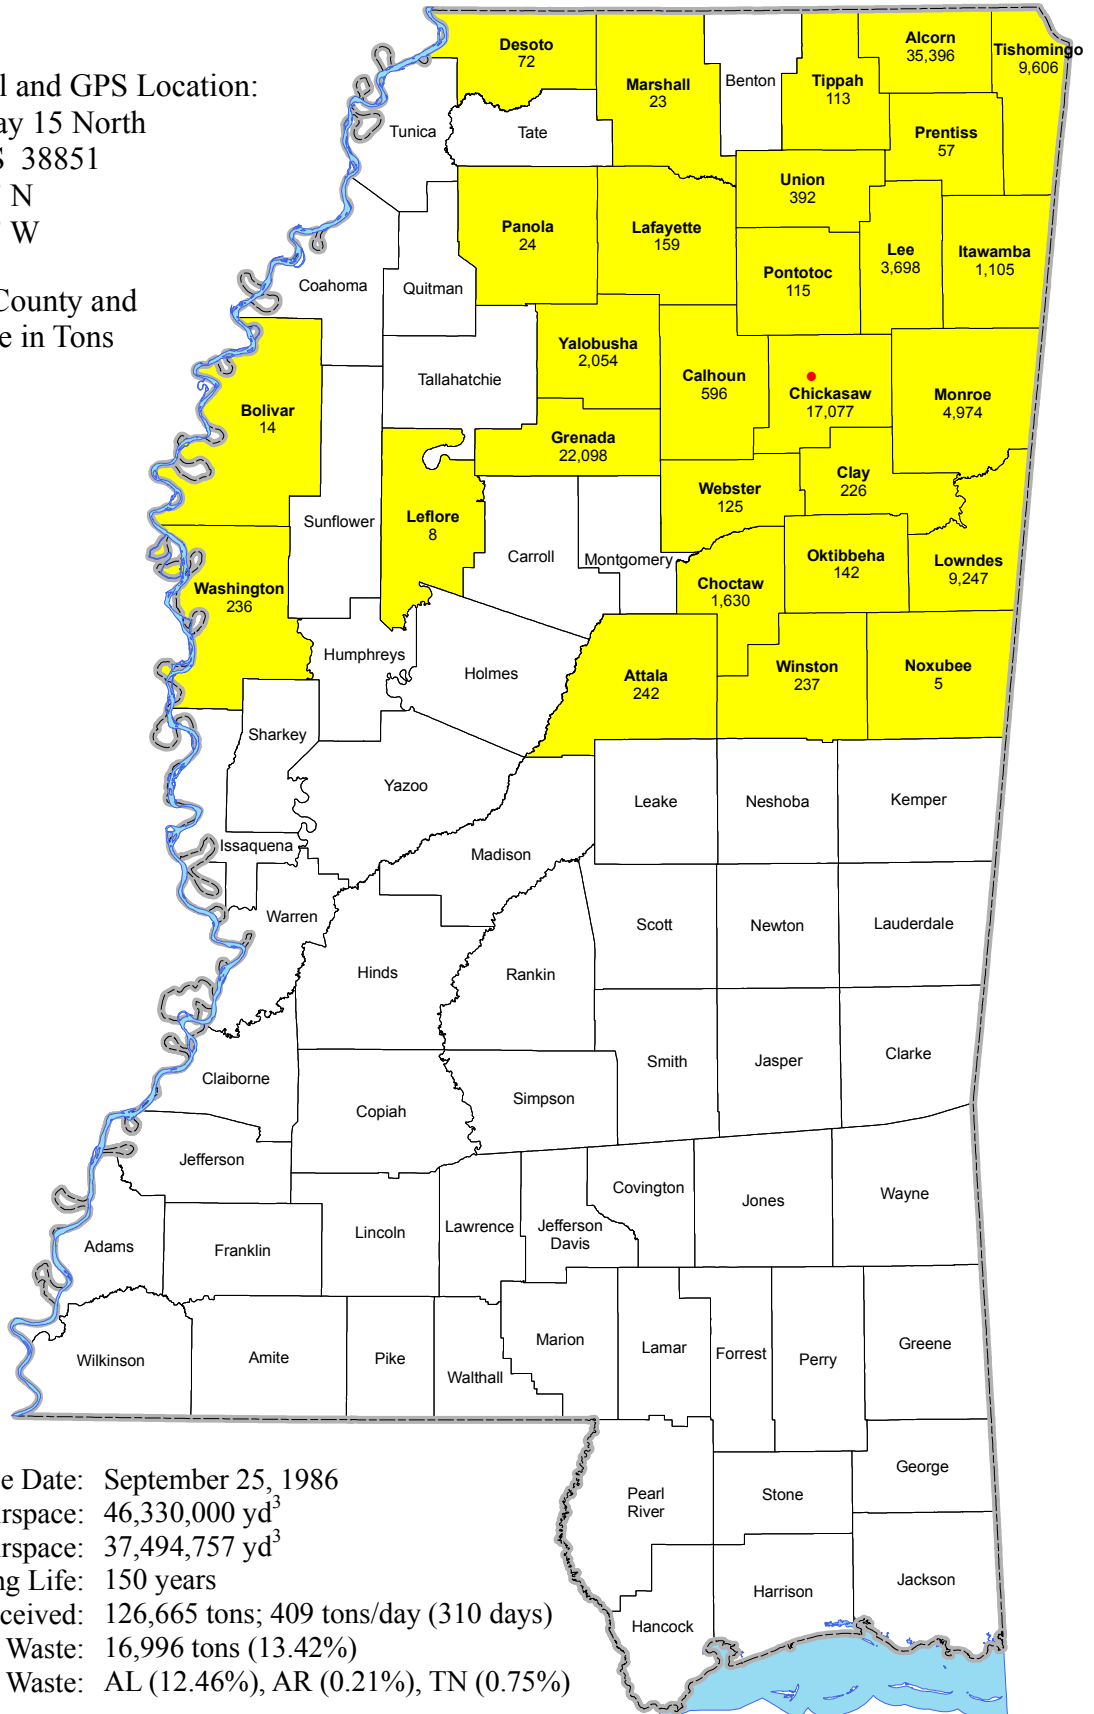 l and GPS Location:
ay 15 North
S 38851
' N
' W
County and
e in Tons
Desoto
72
Marshall
23
Benton
Tippah
113
Alcorn
35,396
Tishomingo
9,606
Tunica
Tate
Prentiss
57
Union
392
Panola
24
Lafayette
159
Lee
3,698
Itawamba
1,105
Pontotoc
115
Coahoma
Quitman
Yalobusha
2,054
Tallahatchie
Calhoun
596
Chickasaw
17,077
Monroe
4,974
Bolivar
14
Grenada
22,098
Clay
226
Webster
125
Sunflower
Leflore
8
Carroll
Montgomery
Oktibbeha
142
Lowndes
9,247
Washington
236
Choctaw
1,630
Humphreys
Holmes
Attala
242
Winston
237
Noxubee
5
Sharkey
Yazoo
Leake
Neshoba
Kemper
Issaquena
Madison
Warren
Scott
Newton
Lauderdale
Hinds
Rankin
Smith
Jasper
Clarke
Claiborne
Copiah
Simpson
Jefferson
Covington
Jones
Wayne
Adams
Franklin
Lincoln
Lawrence
Jefferson
Davis
Wilkinson
Amite
Pike
Walthall
Marion
Lamar
Forrest
Perry
Greene
George
Pearl
River
Stone
Harrison
Jackson
Hancock
e Date: September 25, 1986
irspace: 46,330,000 yd³
irspace: 37,494,757 yd³
ng Life: 150 years
ceived: 126,665 tons; 409 tons/day (310 days)
Waste: 16,996 tons (13.42%)
Waste: AL (12.46%), AR (0.21%), TN (0.75%)